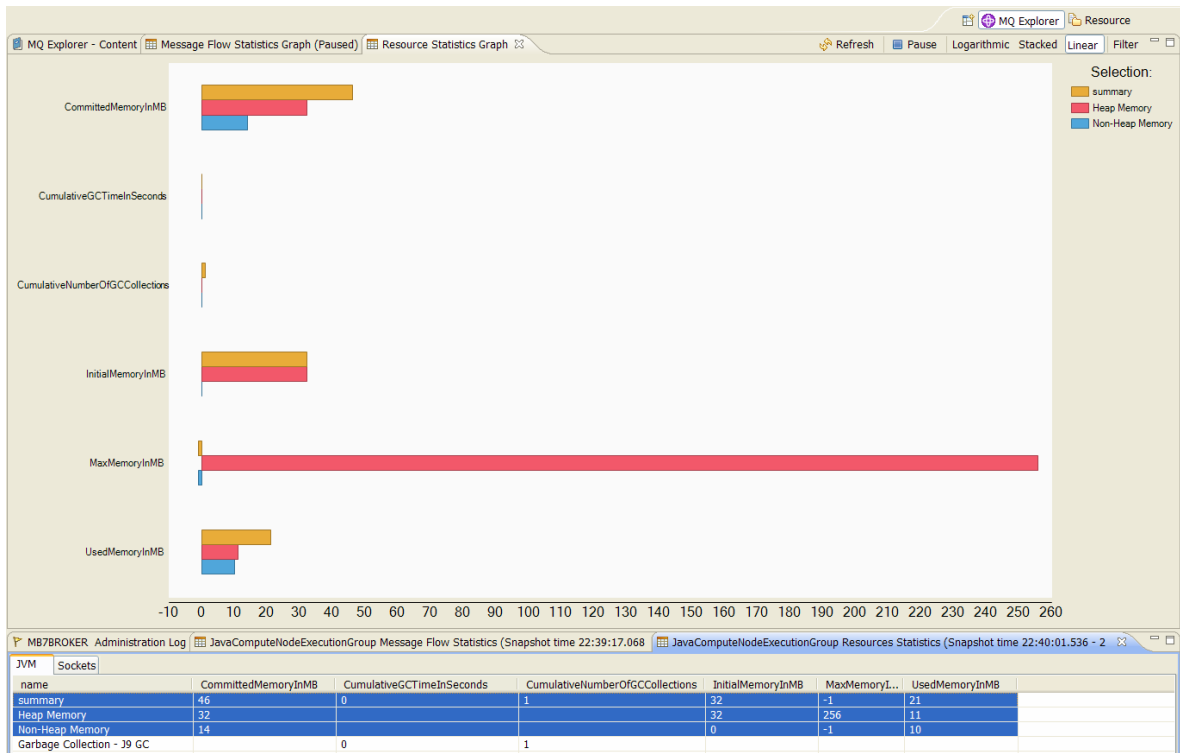 MQ Explorer Resource
MQ Explorer - Content Message Flow Statistics Graph (Paused) Resource Statistics Graph Refresh Pause Logarithmic Stacked Linear Filter
Selection:
summary
Heap Memory
Non-Heap Memory
CommittedMemoryInMB
CumulativeGCTimeInSeconds
CumulativeNumberOfGCCollections
InitialMemoryInMB
MaxMemoryInMB
UsedMemoryInMB
-10 0 10 20 30 40 50 60 70 80 90 100 110 120 130 140 150 160 170 180 190 200 210 220 230 240 250 260
MB7BROKER Administration Log JavaComputeNodeExecutionGroup Message Flow Statistics (Snapshot time 22:39:17.068 JavaComputeNodeExecutionGroup Resources Statistics (Snapshot time 22:40:01.536 - 2
JVM Sockets
name CommittedMemoryInMB CumulativeGCTimeInSeconds CumulativeNumberOfGCCollections InitialMemoryInMB MaxMemoryI... UsedMemoryInMB
summary 46 0 1 32 -1 21
Heap Memory 32 32 256 11
Non-Heap Memory 14 0 -1 10
Garbage Collection - J9 GC 0 1